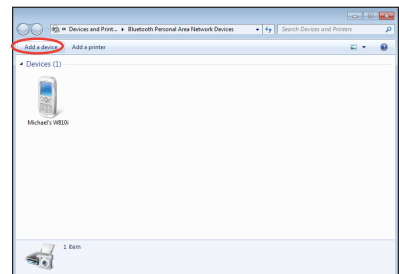 « Devices and Print... ▸ Bluetooth Personal Area Network Devices
Search Devices and Printers
Add a device Add a printer
Devices (1)
Michael's W810i
1 item